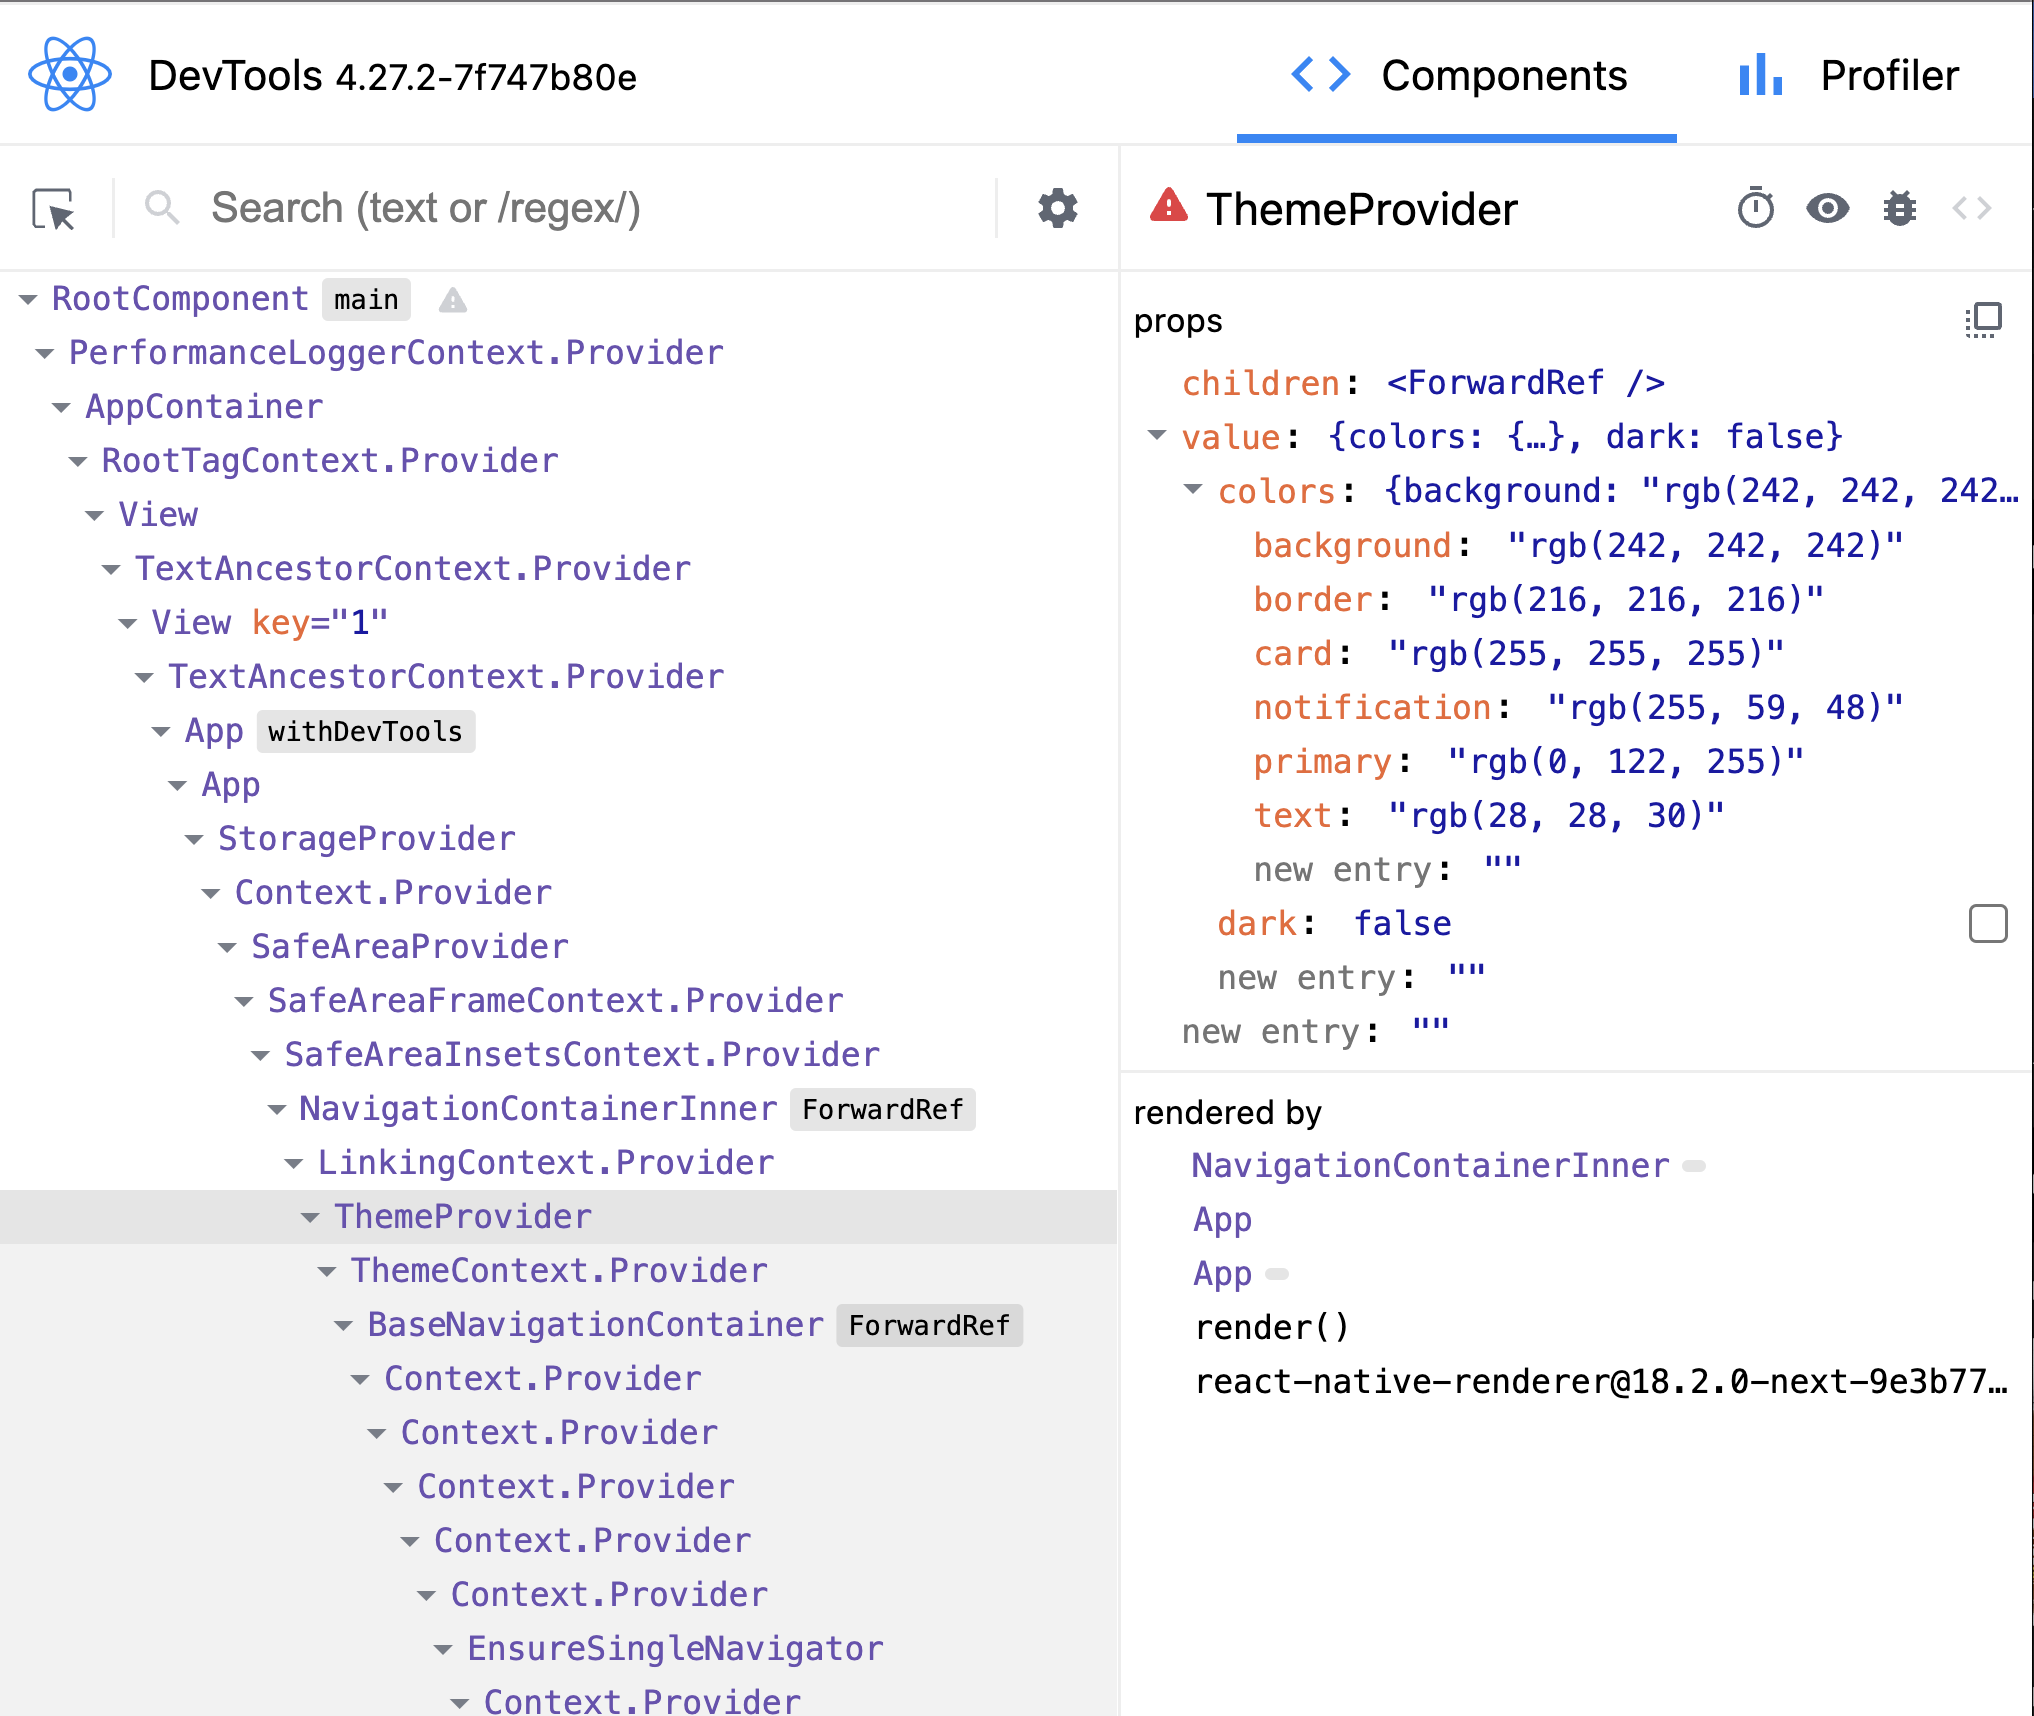 DevTools 4.27.2-7f747b80e
Components
Profiler
Search (text or /regex/)
RootComponent main
PerformanceLoggerContext.Provider
AppContainer
RootTagContext.Provider
View
TextAncestorContext.Provider
View key="1"
TextAncestorContext.Provider
App withDevTools
App
StorageProvider
Context.Provider
SafeAreaProvider
SafeAreaFrameContext.Provider
SafeAreaInsetsContext.Provider
NavigationContainerInner ForwardRef
LinkingContext.Provider
ThemeProvider
ThemeContext.Provider
BaseNavigationContainer ForwardRef
Context.Provider
Context.Provider
Context.Provider
Context.Provider
Context.Provider
EnsureSingleNavigator
Context.Provider
ThemeProvider
props
children: <ForwardRef />
value: {colors: {…}, dark: false}
colors: {background: "rgb(242, 242, 242…
background: "rgb(242, 242, 242)"
border: "rgb(216, 216, 216)"
card: "rgb(255, 255, 255)"
notification: "rgb(255, 59, 48)"
primary: "rgb(0, 122, 255)"
text: "rgb(28, 28, 30)"
new entry: ""
dark: false
new entry: ""
new entry: ""
rendered by
NavigationContainerInner
App
App
render()
react-native-renderer@18.2.0-next-9e3b77…